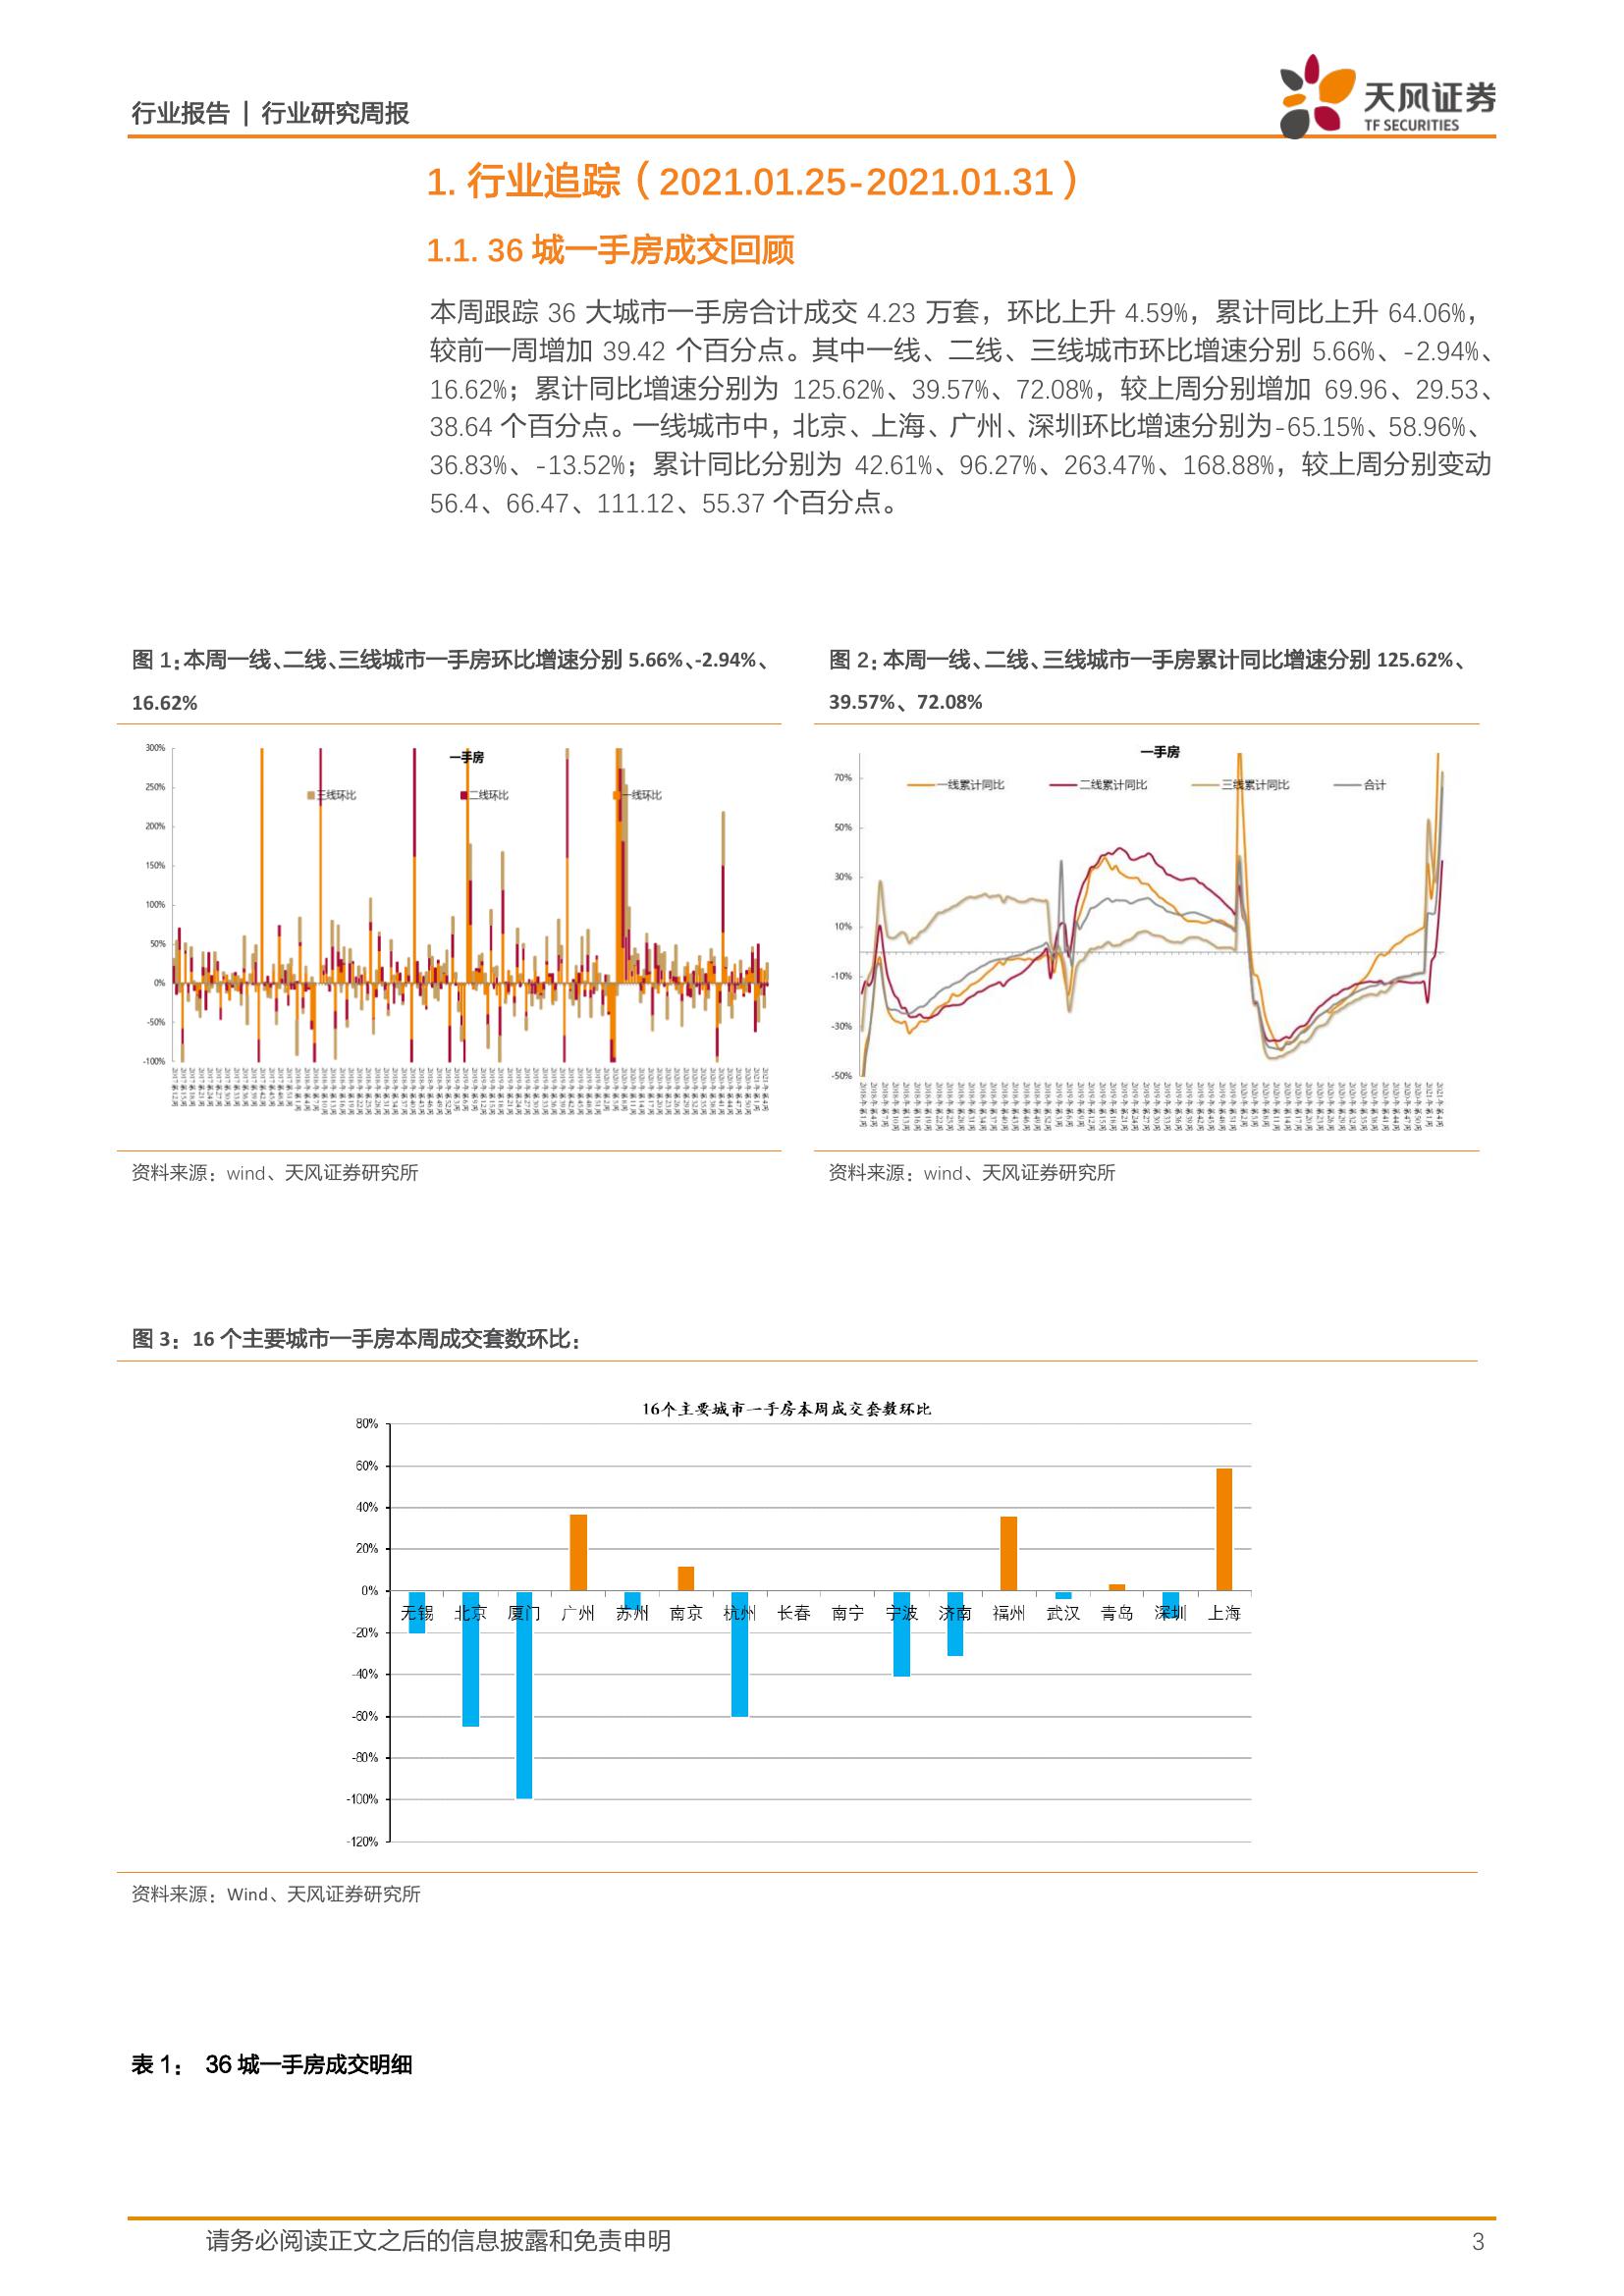 行业报告 | 行业研究周报
天风证券
TF SECURITIES
1. 行业追踪（2021.01.25-2021.01.31）
1.1. 36 城一手房成交回顾
本周跟踪 36 大城市一手房合计成交 4.23 万套，环比上升 4.59%，累计同比上升 64.06%，
较前一周增加 39.42 个百分点。其中一线、二线、三线城市环比增速分别 5.66%、-2.94%、
16.62%；累计同比增速分别为 125.62%、39.57%、72.08%，较上周分别增加 69.96、29.53、
38.64 个百分点。一线城市中，北京、上海、广州、深圳环比增速分别为-65.15%、58.96%、
36.83%、-13.52%；累计同比分别为 42.61%、96.27%、263.47%、168.88%，较上周分别变动
56.4、66.47、111.12、55.37 个百分点。
图 1：本周一线、二线、三线城市一手房环比增速分别 5.66%、-2.94%、
16.62%
一手房
三线环比 二线环比 一线环比
300%
250%
200%
150%
100%
50%
0%
-50%
-100%
资料来源：wind、天风证券研究所
图 2：本周一线、二线、三线城市一手房累计同比增速分别 125.62%、
39.57%、72.08%
一手房
一线累计同比 二线累计同比 三线累计同比 合计
70%
50%
30%
10%
-10%
-30%
-50%
资料来源：wind、天风证券研究所
图 3：16 个主要城市一手房本周成交套数环比：
16个主要城市一手房本周成交套数环比
80%
60%
40%
20%
0%
无锡 北京 厦门 广州 苏州 南京 杭州 长春 南宁 宁波 济南 福州 武汉 青岛 深圳 上海
-20%
-40%
-60%
-80%
-100%
-120%
资料来源：Wind、天风证券研究所
表 1： 36 城一手房成交明细
请务必阅读正文之后的信息披露和免责申明 3